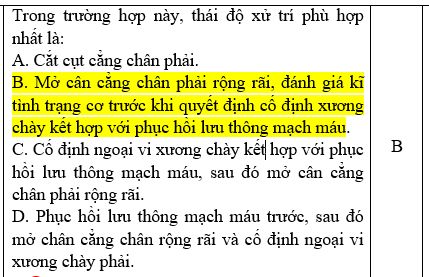 Trong trường hợp này, thái độ xử trí phù hợp
nhất là:
A. Cắt cụt cẳng chân phải.
B. Mở cân cẳng chân phải rộng rãi, đánh giá kĩ
tình trạng cơ trước khi quyết định cố định xương
chày kết hợp với phục hồi lưu thông mạch máu.
C. Cố định ngoại vi xương chày kết hợp với phục
hồi lưu thông mạch máu, sau đó mở cân cẳng
chân phải rộng rãi.
D. Phục hồi lưu thông mạch máu trước, sau đó
mở chân cẳng chân rộng rãi và cố định ngoại vi
xương chày phải.
B